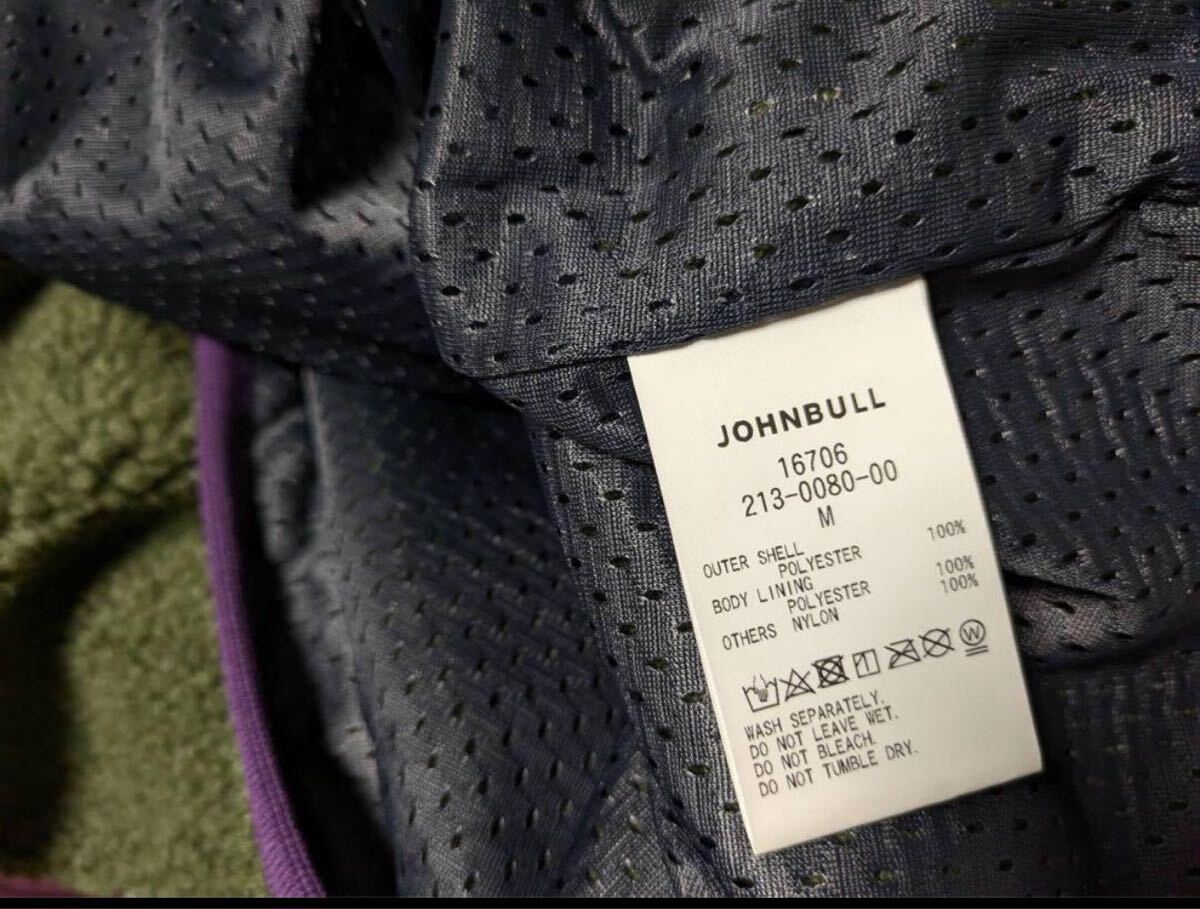 JOHNBULL
16706
213-0080-00
M
OUTER SHELL
POLYESTER 100%
BODY LINING
POLYESTER 100%
OTHERS NYLON 100%
W
WASH SEPARATELY.
DO NOT LEAVE WET.
DO NOT BLEACH.
DO NOT TUMBLE DRY.